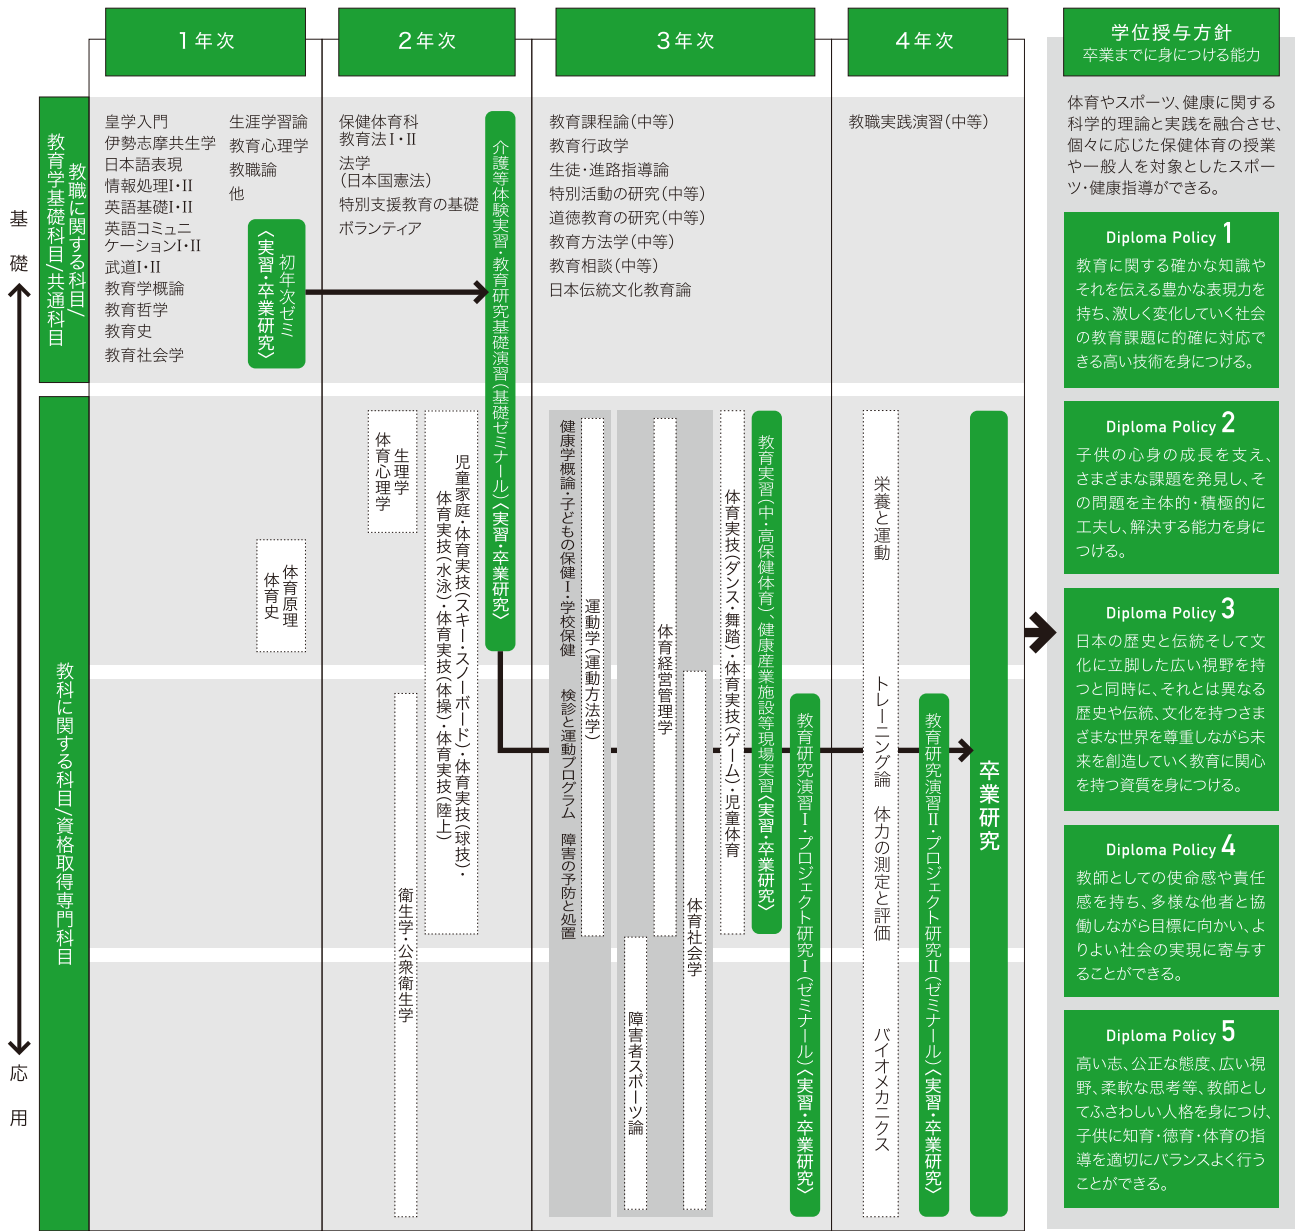 1年次
2年次
3年次
4年次
学位授与方針
卒業までに身につける能力
基礎
応用
教職に関する科目/
教育学基礎科目/共通科目
教科に関する科目/資格取得専門科目
皇学入門
伊勢志摩共生学
日本語表現
情報処理I・II
英語基礎I・II
英語コミュニ
ケーションI・II
武道I・II
教育学概論
教育哲学
教育史
教育社会学
生涯学習論
教育心理学
教職論
他
初年次ゼミ
〈実習・卒業研究〉
保健体育科
教育法I・II
法学
(日本国憲法)
特別支援教育の基礎
ボランティア
介護等体験実習・教育研究基礎演習(基礎ゼミナール)〈実習・卒業研究〉
教育課程論(中等)
教育行政学
生徒・進路指導論
特別活動の研究(中等)
道徳教育の研究(中等)
教育方法学(中等)
教育相談(中等)
日本伝統文化教育論
教職実践演習(中等)
体育原理
体育史
生理学
体育心理学
児童家庭・体育実技(スキー・スノーボード)・体育実技(球技)・
体育実技(水泳)・体育実技(体操)・体育実技(陸上)
衛生学・公衆衛生学
健康学概論・子どもの保健I・学校保健
検診と運動プログラム
障害の予防と処置
運動学(運動方法学)
体育経営管理学
障害者スポーツ論
体育社会学
体育実技(ダンス・舞踏)・体育実技(ゲーム)・児童体育
教育実習(中・高保健体育)、健康産業施設等現場実習〈実習・卒業研究〉
教育研究演習I・プロジェクト研究I(ゼミナール)〈実習・卒業研究〉
栄養と運動
トレーニング論
体力の測定と評価
バイオメカニクス
教育研究演習II・プロジェクト研究II(ゼミナール)〈実習・卒業研究〉
卒業研究
体育やスポーツ、健康に関する
科学的理論と実践を融合させ、
個々に応じた保健体育の授業
や一般人を対象としたスポー
ツ・健康指導ができる。
Diploma Policy 1
教育に関する確かな知識や
それを伝える豊かな表現力を
持ち、激しく変化していく社会
の教育課題に的確に対応で
きる高い技術を身につける。
Diploma Policy 2
子供の心身の成長を支え、
さまざまな課題を発見し、そ
の問題を主体的・積極的に
工夫し、解決する能力を身に
つける。
Diploma Policy 3
日本の歴史と伝統そして文
化に立脚した広い視野を持
つと同時に、それとは異なる
歴史や伝統、文化を持つさま
ざまな世界を尊重しながら未
来を創造していく教育に関心
を持つ資質を身につける。
Diploma Policy 4
教師としての使命感や責任
感を持ち、多様な他者と協
働しながら目標に向かい、よ
りよい社会の実現に寄与す
ることができる。
Diploma Policy 5
高い志、公正な態度、広い視
野、柔軟な思考等、教師とし
てふさわしい人格を身につけ、
子供に知育・徳育・体育の指
導を適切にバランスよく行う
ことができる。